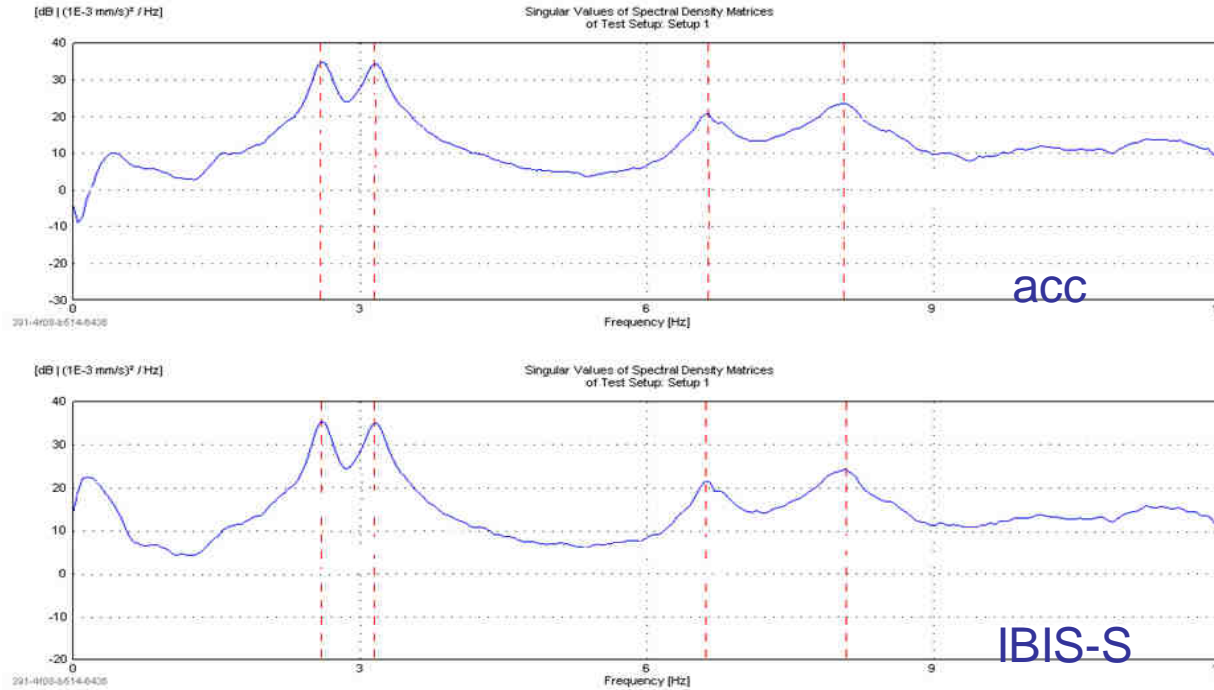 [dB | (1E-3 mm/s)² / Hz]
Singular Values of Spectral Density Matrices
of Test Setup: Setup 1
40
30
20
10
0
-10
-20
-30
0
3
6
9
1
Frequency [Hz]
acc
[dB | (1E-3 mm/s)² / Hz]
Singular Values of Spectral Density Matrices
of Test Setup: Setup 1
40
30
20
10
0
-10
-20
0
3
6
9
1
Frequency [Hz]
IBIS-S